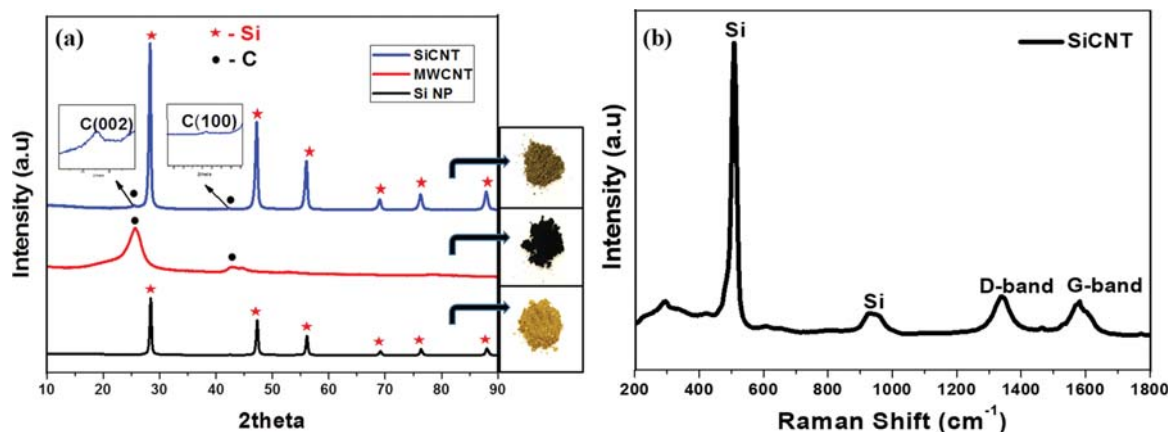 (a)
★ - Si
● - C
SiCNT
MWCNT
Si NP
C(002)
C(100)
Intensity (a.u)
10 20 30 40 50 60 70 80 90
2theta
(b)
SiCNT
Si
Si
D-band
G-band
Intensity (a.u)
200 400 600 800 1000 1200 1400 1600 1800
Raman Shift (cm⁻¹)